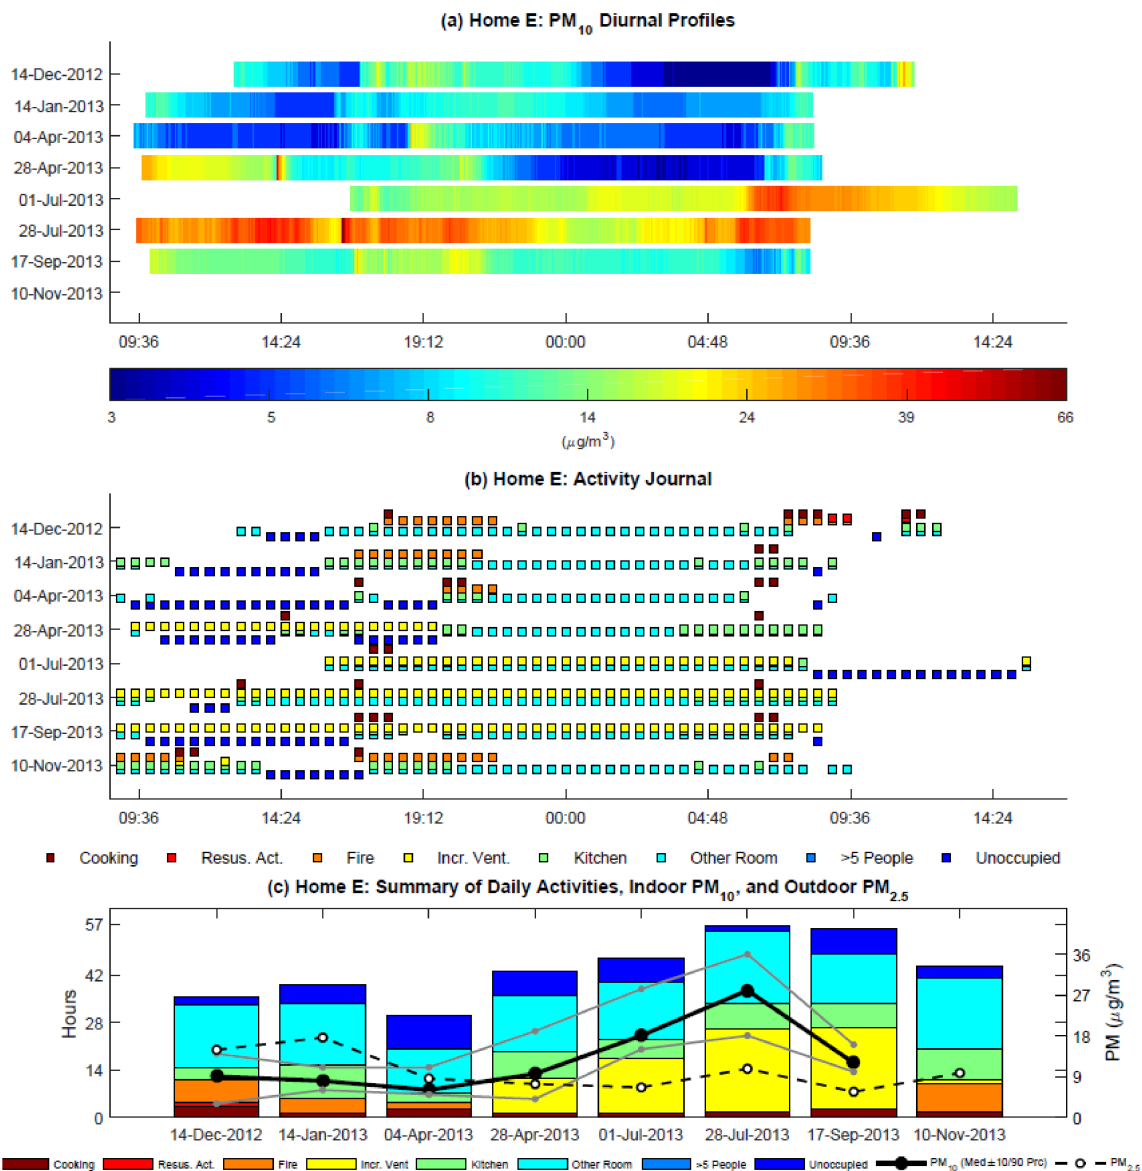 (a) Home E: PM10 Diurnal Profiles
14-Dec-2012
14-Jan-2013
04-Apr-2013
28-Apr-2013
01-Jul-2013
28-Jul-2013
17-Sep-2013
10-Nov-2013
09:36 14:24 19:12 00:00 04:48 09:36 14:24
3 5 8 14 24 39 66
(μg/m³)
(b) Home E: Activity Journal
14-Dec-2012
14-Jan-2013
04-Apr-2013
28-Apr-2013
01-Jul-2013
28-Jul-2013
17-Sep-2013
10-Nov-2013
09:36 14:24 19:12 00:00 04:48 09:36 14:24
Cooking Resus. Act. Fire Incr. Vent. Kitchen Other Room >5 People Unoccupied
(c) Home E: Summary of Daily Activities, Indoor PM10, and Outdoor PM2.5
57
42
28
14
0
Hours
36
27
18
9
0
PM (μg/m³)
14-Dec-2012 14-Jan-2013 04-Apr-2013 28-Apr-2013 01-Jul-2013 28-Jul-2013 17-Sep-2013 10-Nov-2013
Cooking Resus. Act. Fire Incr. Vent Kitchen Other Room >5 People Unoccupied PM10 (Med±10/90 Prc) PM2.5